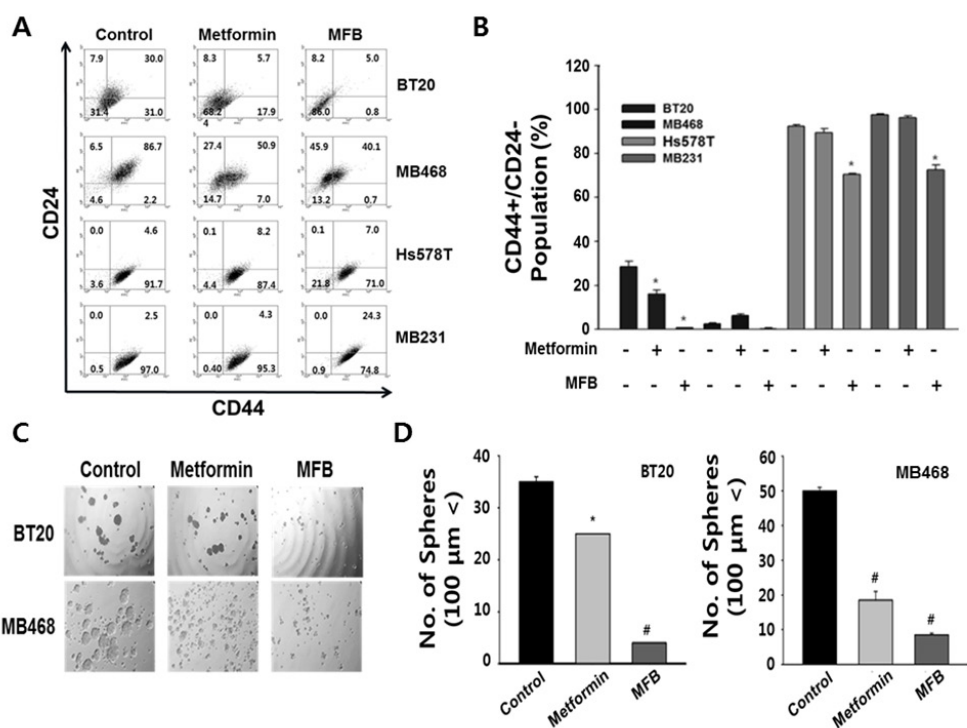 A
Control Metformin MFB
CD24
7.9 30.0 8.3 5.7 8.2 5.0
BT20
31.4 31.0 68.2 17.9 86.0 0.8
4
6.5 86.7 27.4 50.9 45.9 40.1
MB468
4.6 2.2 14.7 7.0 13.2 0.7
0.0 4.6 0.1 8.2 0.1 7.0
Hs578T
3.6 91.7 4.4 87.4 21.8 71.0
0.0 2.5 0.0 4.3 0.0 24.3
MB231
0.5 97.0 0.40 95.3 0.9 74.8
CD44
B
CD44+/CD24-
Population (%)
120
100
80
60
40
20
0
BT20
MB468
Hs578T
MB231
* * * *
Metformin - + - - + - - + - - + -
MFB - - + - - + - - + - - +
C
Control Metformin MFB
BT20
MB468
D
No. of Spheres
(100 µm <)
40
30
20
10
0
BT20
*
#
Control Metformin MFB
No. of Spheres
(100 µm <)
60
50
40
30
20
10
0
MB468
#
#
Control Metformin MFB